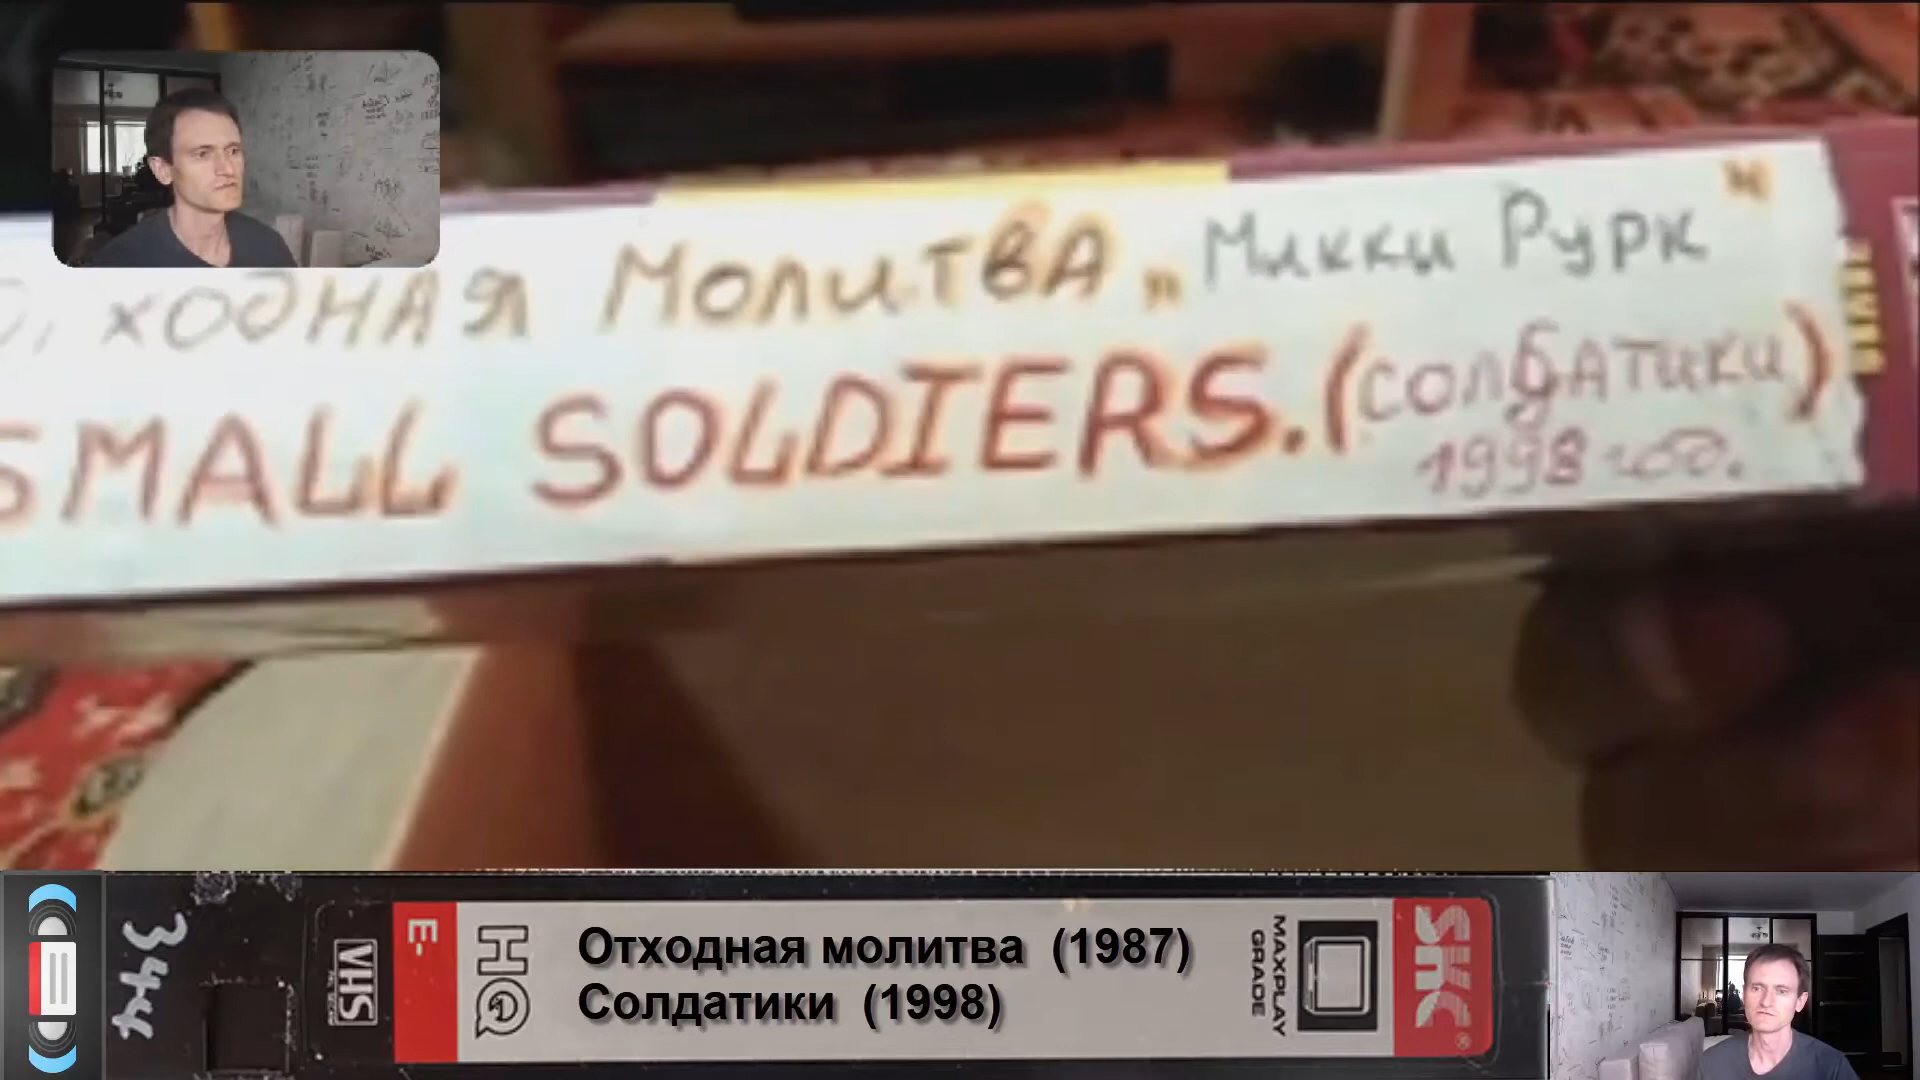 Отходная Молитва „Микки Рурк"
SMALL SOLDIERS. (солдатики)
1998 год.
344
VHS
E-
HQ
Отходная молитва (1987)
Солдатики (1998)
MAXPLAY
GRADE
SKC